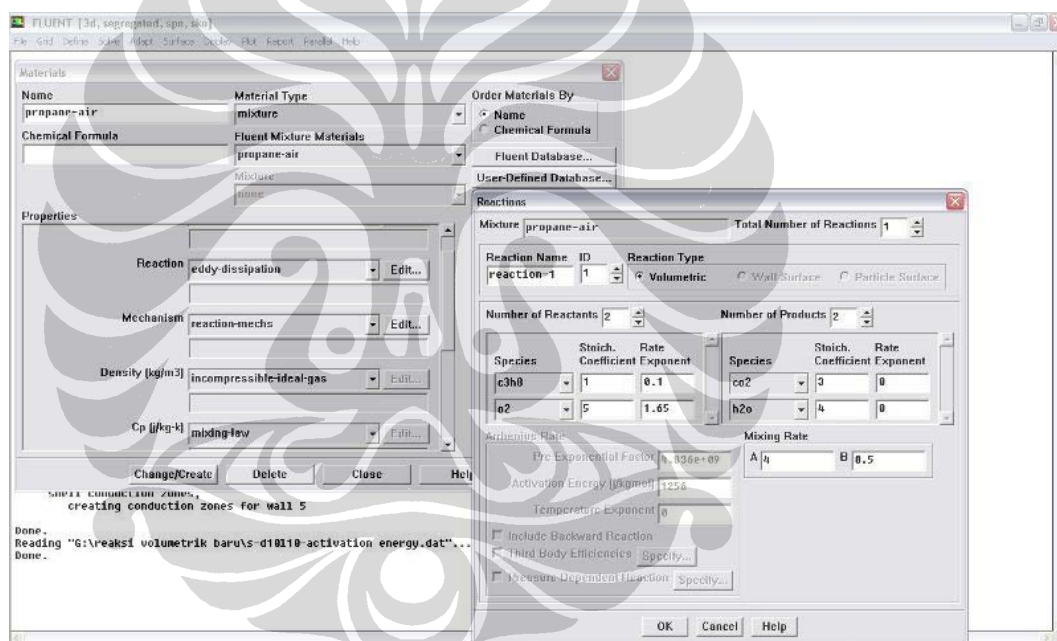 FLUENT [3d, segregated, spe, ske]
File Grid Define Solve Adapt Surface Display Plot Report Parallel Help
Materials
Name
propane-air
Chemical Formula
Material Type
mixture
Fluent Mixture Materials
propane-air
Mixture
none
Order Materials By
Name
Chemical Formula
Fluent Database...
User-Defined Database...
Properties
Reaction eddy-dissipation Edit...
Mechanism reaction-mechs Edit...
Density (kg/m3) incompressible-ideal-gas Edit...
Cp (j/kg-k) mixing-law Edit...
Change/Create Delete Close Help
shell conduction zones,
creating conduction zones for wall 5
Done.
Reading "G:\reaksi volumetrik baru\s-d10l10-activation energy.dat"...
Done.
Reactions
Mixture propane-air Total Number of Reactions 1
Reaction Name ID Reaction Type
reaction-1 1 Volumetric Wall Surface Particle Surface
Number of Reactants 2 Number of Products 2
Stoich. Rate Stoich. Rate
Species Coefficient Exponent Species Coefficient Exponent
c3h8 1 0.1 co2 3 0
o2 5 1.65 h2o 4 0
Arrhenius Rate Mixing Rate
Pre-Exponential Factor 4.836e+09 A 4 B 0.5
Activation Energy (j/kgmol) 1256
Temperature Exponent 0
Include Backward Reaction
Third Body Efficiencies Specify...
Pressure-Dependent Reaction Specify...
OK Cancel Help